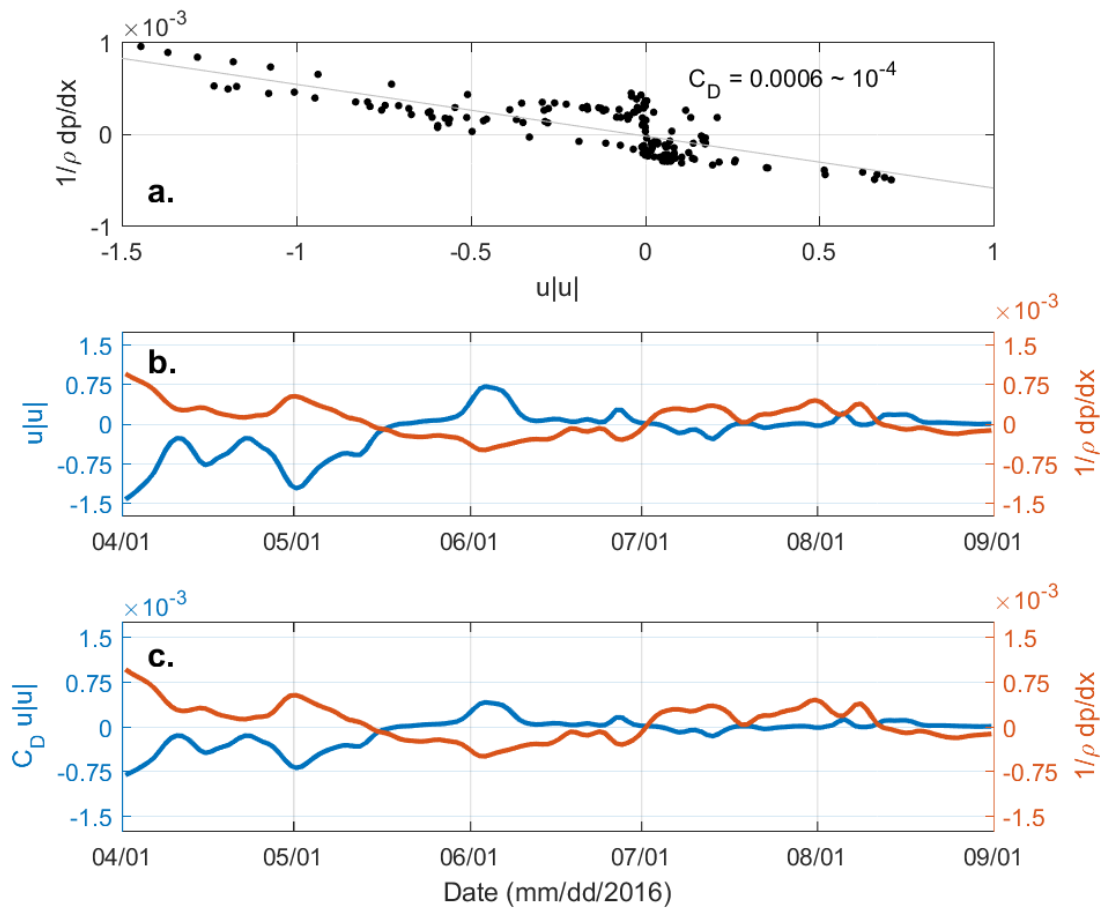 ×10⁻³
1
0
-1
1/ρ dp/dx
C_D = 0.0006 ~ 10⁻⁴
a.
-1.5 -1 -0.5 0 0.5 1
u|u|
×10⁻³
b.
1.5
0.75
0
-0.75
-1.5
u|u|
1.5
0.75
0
-0.75
-1.5
1/ρ dp/dx
04/01 05/01 06/01 07/01 08/01 09/01
×10⁻³
×10⁻³
c.
1.5
0.75
0
-0.75
-1.5
C_D u|u|
1.5
0.75
0
-0.75
-1.5
1/ρ dp/dx
04/01 05/01 06/01 07/01 08/01 09/01
Date (mm/dd/2016)